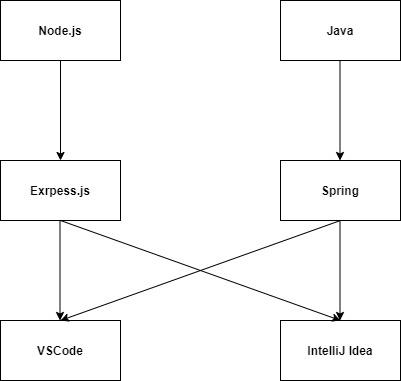 Node.js
Java
Exrpess.js
Spring
VSCode
IntelliJ Idea